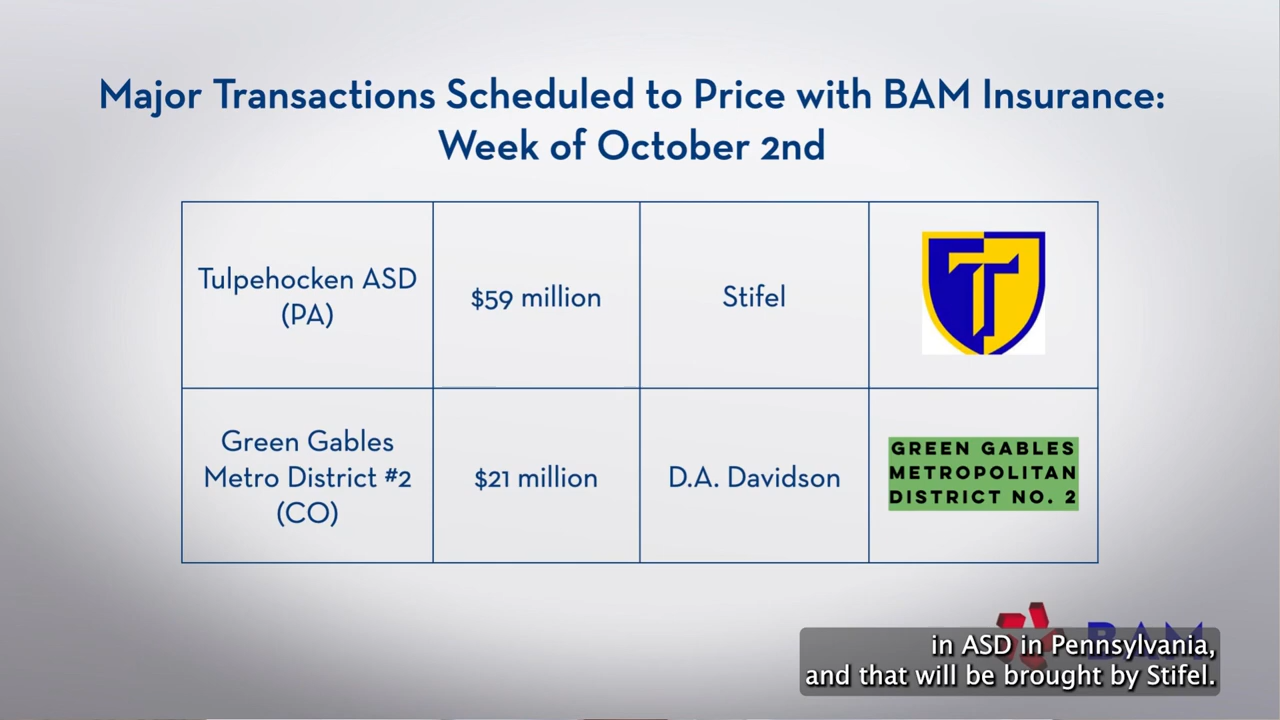 Major Transactions Scheduled to Price with BAM Insurance:
Week of October 2nd
Tulpehocken ASD
(PA)
$59 million
Stifel
T
Green Gables
Metro District #2
(CO)
$21 million
D.A. Davidson
GREEN GABLES
METROPOLITAN
DISTRICT NO. 2
BAM
in ASD in Pennsylvania,
and that will be brought by Stifel.